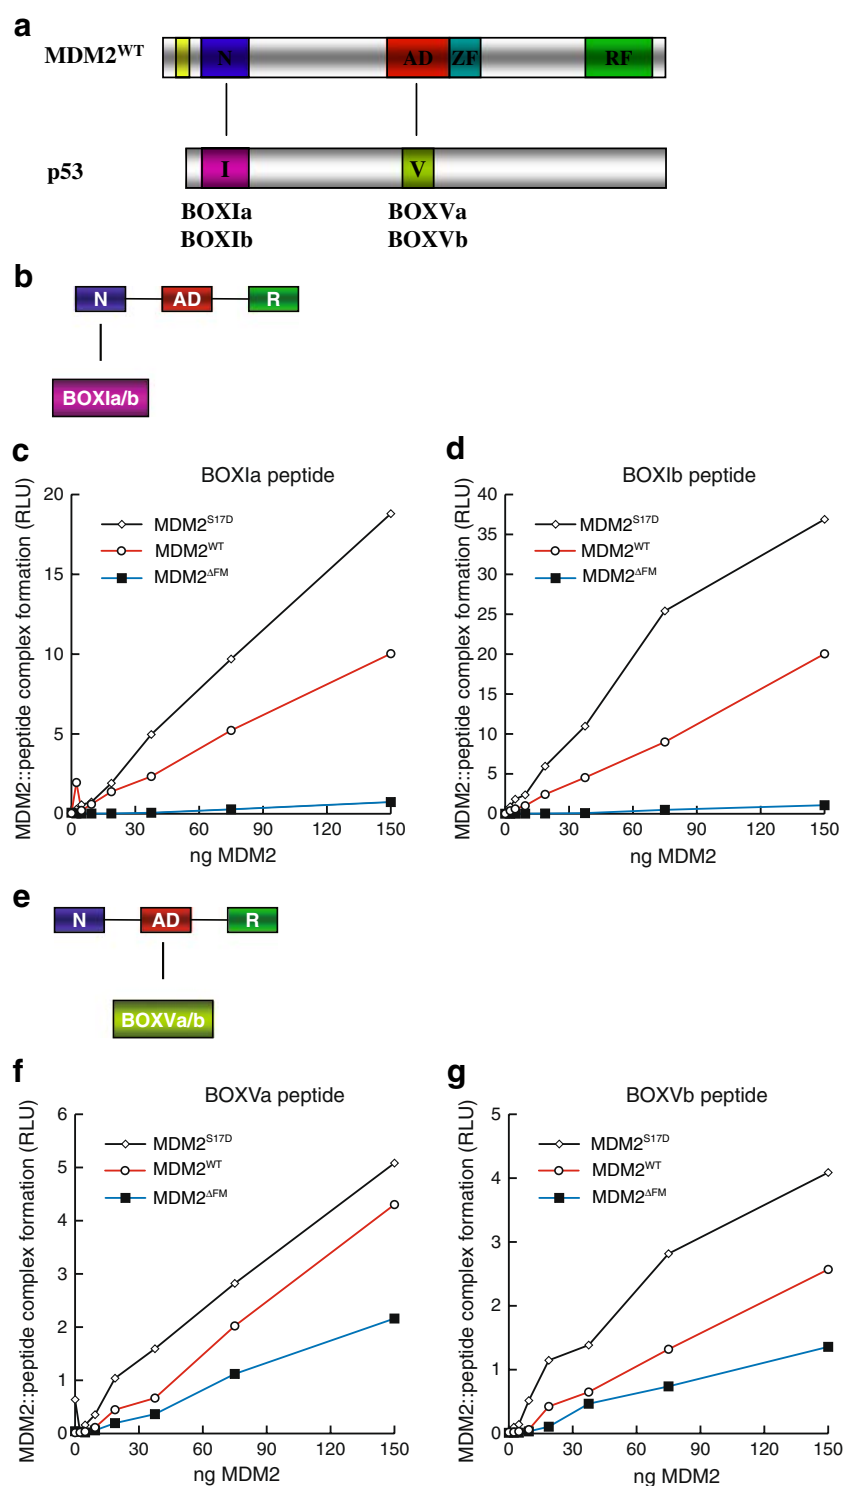 a
MDM2WT
N
AD
ZF
RF
p53
I
V
BOXIa
BOXVa
BOXIb
BOXVb
b
N
AD
R
BOXIa/b
c
BOXIa peptide
MDM2::peptide complex formation (RLU)
20
15
10
5
0
MDM2S17D
MDM2WT
MDM2ΔFM
0 30 60 90 120 150
ng MDM2
d
BOXIb peptide
MDM2::peptide complex formation (RLU)
40
35
30
25
20
15
10
5
0
MDM2S17D
MDM2WT
MDM2ΔFM
0 30 60 90 120 150
ng MDM2
e
N
AD
R
BOXVa/b
f
BOXVa peptide
MDM2::peptide complex formation (RLU)
6
5
4
3
2
1
0
MDM2S17D
MDM2WT
MDM2ΔFM
0 30 60 90 120 150
ng MDM2
g
BOXVb peptide
MDM2::peptide complex formation (RLU)
5
4
3
2
1
0
MDM2S17D
MDM2WT
MDM2ΔFM
0 30 60 90 120 150
ng MDM2